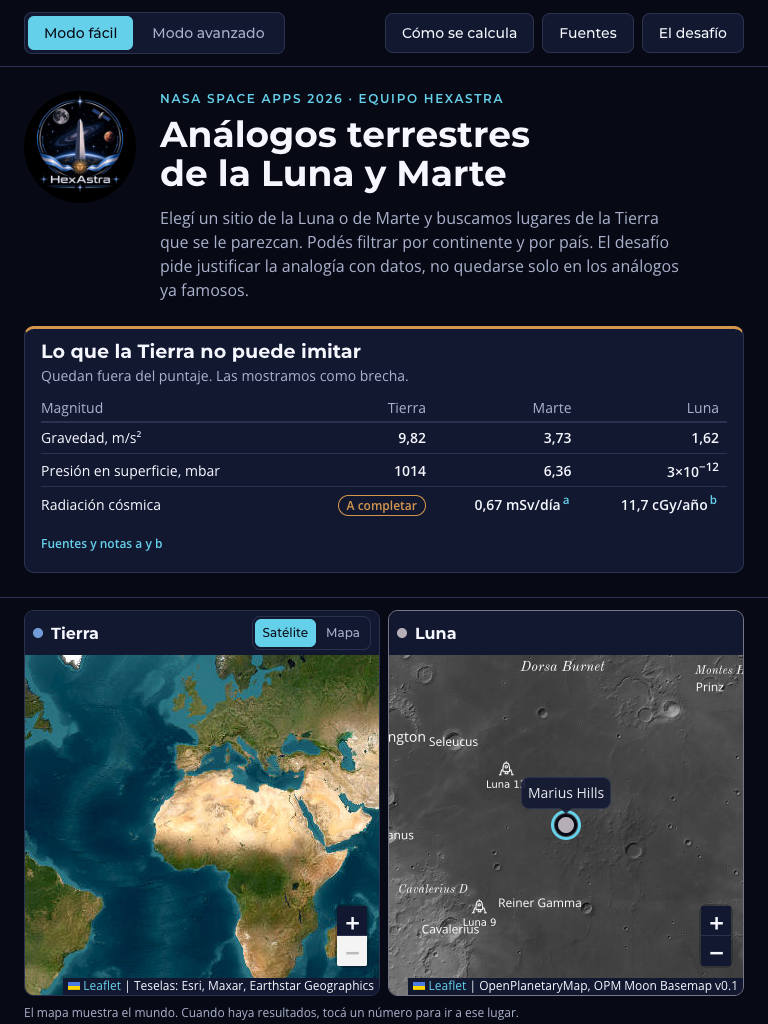 Modo fácil Modo avanzado Cómo se calcula Fuentes El desafío
NASA SPACE APPS 2026 · EQUIPO HEXASTRA
Análogos terrestres
de la Luna y Marte
HexAstra
Elegí un sitio de la Luna o de Marte y buscamos lugares de la Tierra
que se le parezcan. Podés filtrar por continente y por país. El desafío
pide justificar la analogía con datos, no quedarse solo en los análogos
ya famosos.
Lo que la Tierra no puede imitar
Quedan fuera del puntaje. Las mostramos como brecha.
Magnitud Tierra Marte Luna
Gravedad, m/s² 9,82 3,73 1,62
Presión en superficie, mbar 1014 6,36 3×10⁻¹²
Radiación cósmica A completar 0,67 mSv/día a 11,7 cGy/año b
Fuentes y notas a y b
Tierra Satélite Mapa
Luna
Dorsa Burnet
Montes H
Prinz
ngton Seleucus
Luna 13
Marius Hills
anus
Cavalerius D
Reiner Gamma
Luna 9
Cavalerius
+
−
+
−
Leaflet | Teselas: Esri, Maxar, Earthstar Geographics
Leaflet | OpenPlanetaryMap, OPM Moon Basemap v0.1
El mapa muestra el mundo. Cuando haya resultados, tocá un número para ir a ese lugar.